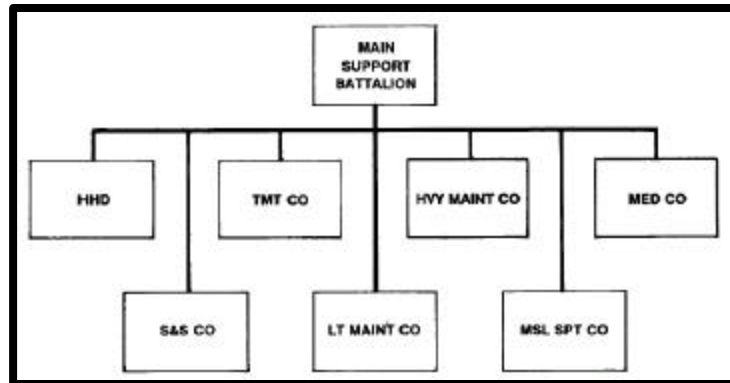 MAIN
SUPPORT
BATTALION
HHD
TMT CO
HVY MAINT CO
MED CO
S&S CO
LT MAINT CO
MSL SPT CO